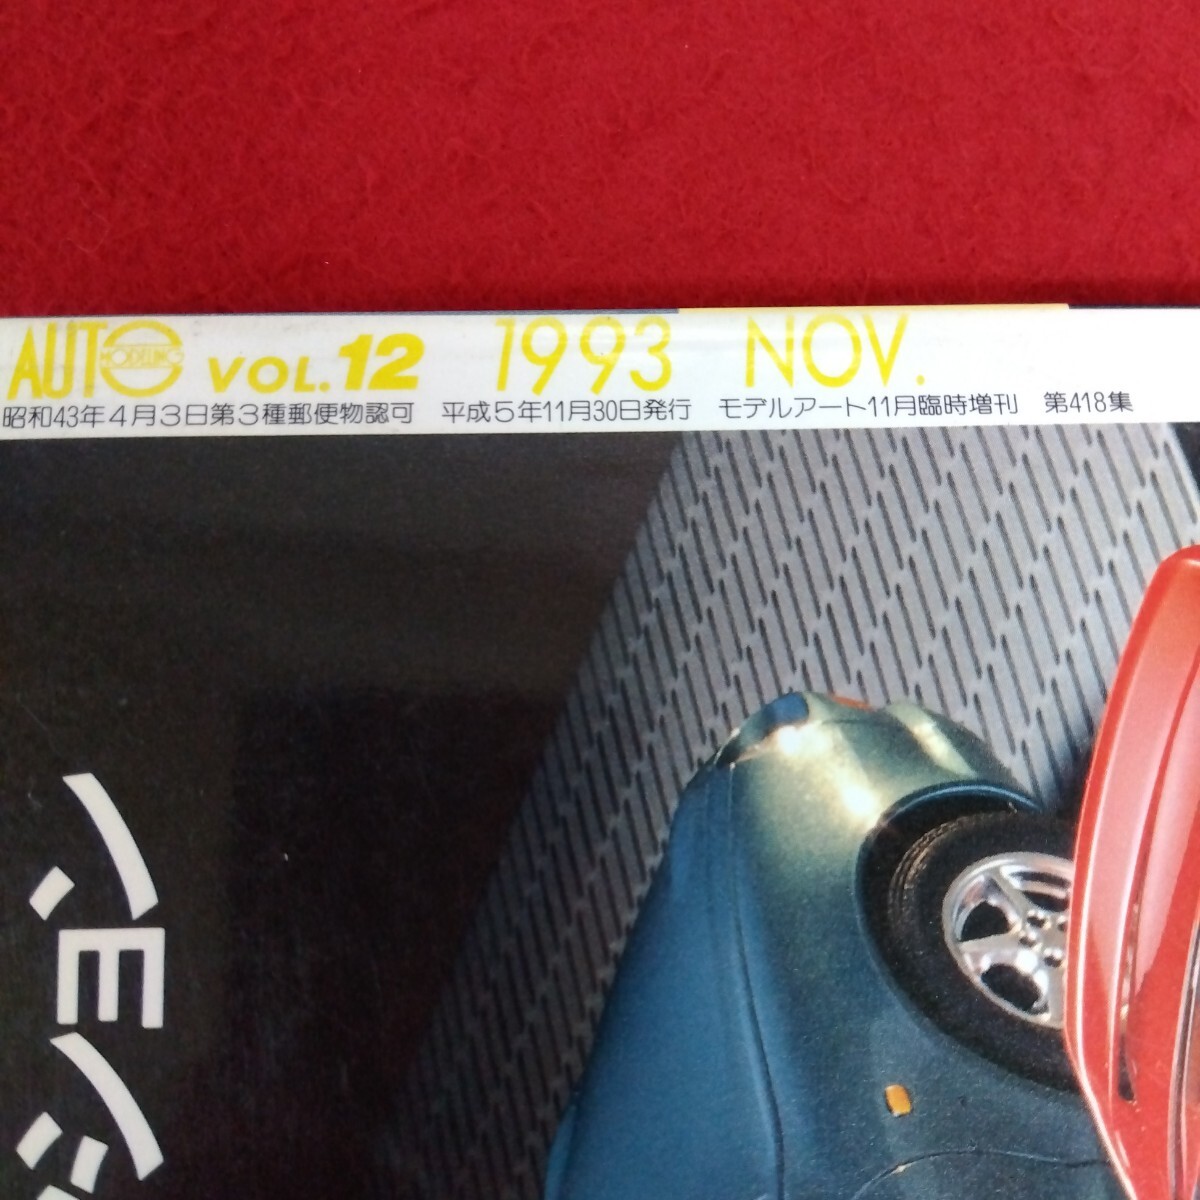 AUTO MODELING VOL.12 1993 NOV.
昭和43年4月3日第3種郵便物認可 平成5年11月30日発行 モデルアート11月臨時増刊 第418集